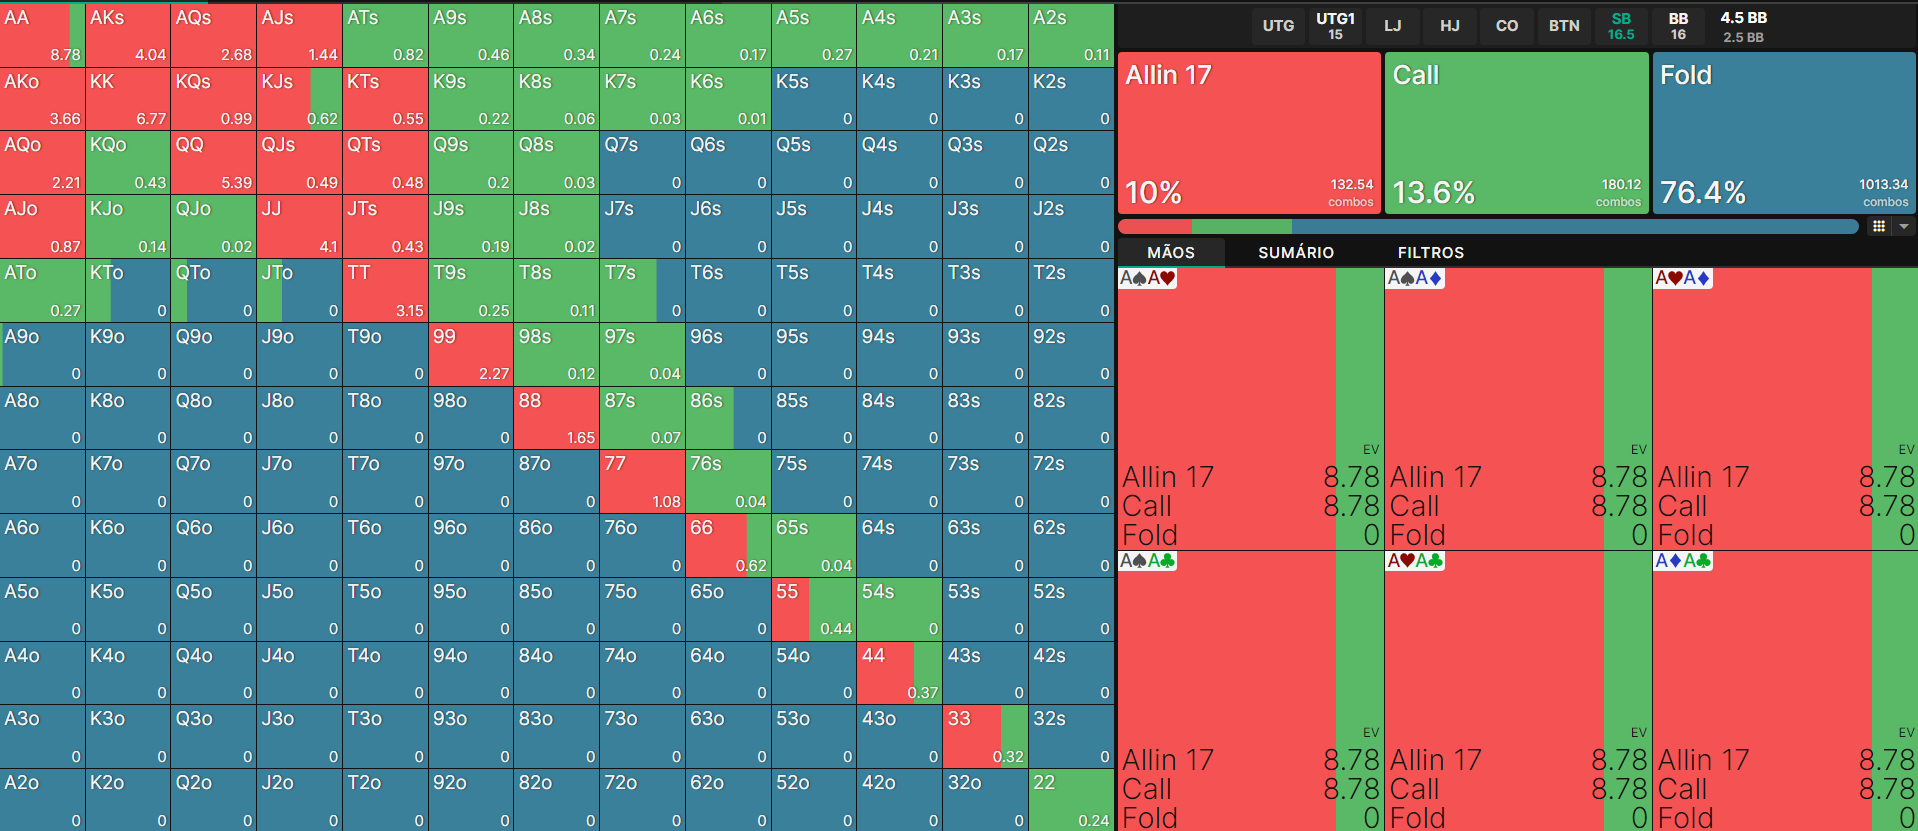 AA AKs AQs AJs ATs A9s A8s A7s A6s A5s A4s A3s A2s
8.78 4.04 2.68 1.44 0.82 0.46 0.34 0.24 0.17 0.27 0.21 0.17 0.11
AKo KK KQs KJs KTs K9s K8s K7s K6s K5s K4s K3s K2s
3.66 6.77 0.99 0.62 0.55 0.22 0.06 0.03 0.01 0 0 0 0
AQo KQo QQ QJs QTs Q9s Q8s Q7s Q6s Q5s Q4s Q3s Q2s
2.21 0.43 5.39 0.49 0.48 0.2 0.03 0 0 0 0 0 0
AJo KJo QJo JJ JTs J9s J8s J7s J6s J5s J4s J3s J2s
0.87 0.14 0.02 4.1 0.43 0.19 0.02 0 0 0 0 0 0
ATo KTo QTo JTo TT T9s T8s T7s T6s T5s T4s T3s T2s
0.27 0 0 0 3.15 0.25 0.11 0 0 0 0 0 0
A9o K9o Q9o J9o T9o 99 98s 97s 96s 95s 94s 93s 92s
0 0 0 0 0 2.27 0.12 0.04 0 0 0 0 0
A8o K8o Q8o J8o T8o 98o 88 87s 86s 85s 84s 83s 82s
0 0 0 0 0 0 1.65 0.07 0 0 0 0 0
A7o K7o Q7o J7o T7o 97o 87o 77 76s 75s 74s 73s 72s
0 0 0 0 0 0 0 1.08 0.04 0 0 0 0
A6o K6o Q6o J6o T6o 96o 86o 76o 66 65s 64s 63s 62s
0 0 0 0 0 0 0 0 0.62 0.04 0 0 0
A5o K5o Q5o J5o T5o 95o 85o 75o 65o 55 54s 53s 52s
0 0 0 0 0 0 0 0 0 0.44 0 0 0
A4o K4o Q4o J4o T4o 94o 84o 74o 64o 54o 44 43s 42s
0 0 0 0 0 0 0 0 0 0 0.37 0 0
A3o K3o Q3o J3o T3o 93o 83o 73o 63o 53o 43o 33 32s
0 0 0 0 0 0 0 0 0 0 0 0.32 0
A2o K2o Q2o J2o T2o 92o 82o 72o 62o 52o 42o 32o 22
0 0 0 0 0 0 0 0 0 0 0 0 0.24
UTG UTG1 LJ HJ CO BTN SB BB 4.5 BB
15 16.5 16 2.5 BB
Allin 17 Call Fold
10% 132.54 combos 13.6% 180.12 combos 76.4% 1013.34 combos
MÃOS SUMÁRIO FILTROS
A♠A♥ A♠A♦ A♥A♦
EV EV EV
Allin 17 8.78 Allin 17 8.78 Allin 17 8.78
Call 8.78 Call 8.78 Call 8.78
Fold 0 Fold 0 Fold 0
A♠A♣ A♥A♣ A♦A♣
EV EV EV
Allin 17 8.78 Allin 17 8.78 Allin 17 8.78
Call 8.78 Call 8.78 Call 8.78
Fold 0 Fold 0 Fold 0